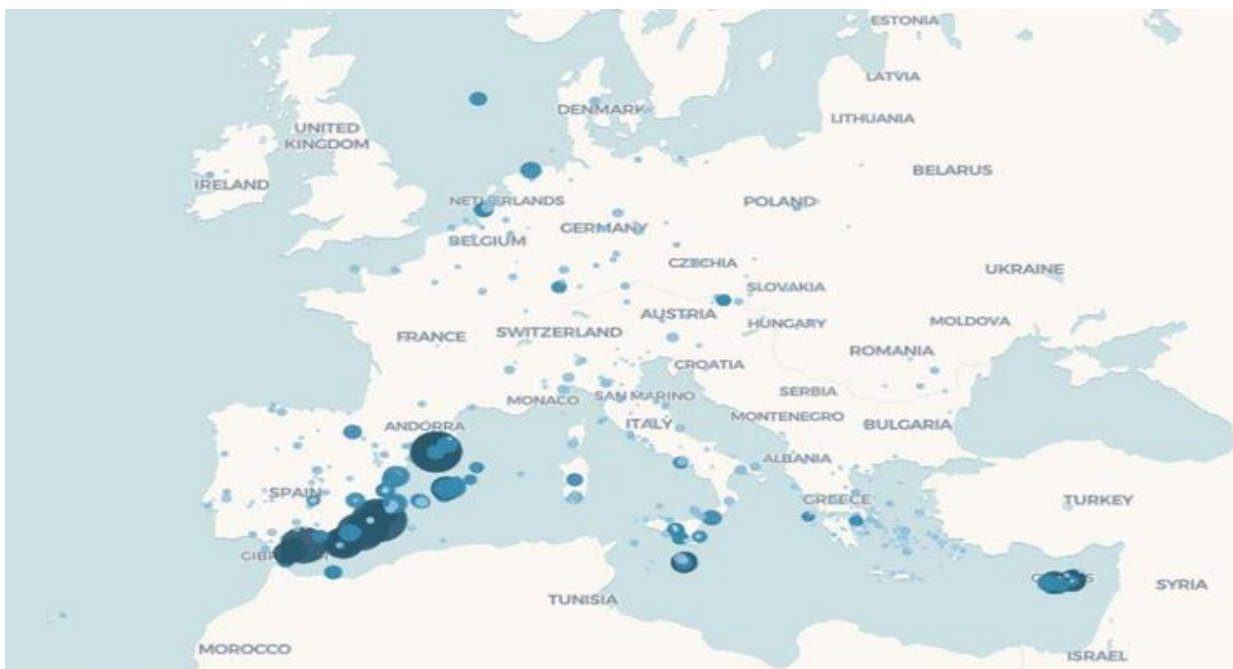 ESTONIA
LATVIA
DENMARK
LITHUANIA
UNITED
KINGDOM
BELARUS
IRELAND
NETHERLANDS
POLAND
GERMANY
BELGIUM
CZECHIA
UKRAINE
SLOVAKIA
AUSTRIA
MOLDOVA
HUNGARY
SWITZERLAND
FRANCE
ROMANIA
CROATIA
SERBIA
MONACO
SAN MARINO
MONTENEGRO
ANDORRA
ITALY
BULGARIA
ALBANIA
SPAIN
GREECE
TURKEY
SYRIA
TUNISIA
MOROCCO
ISRAEL